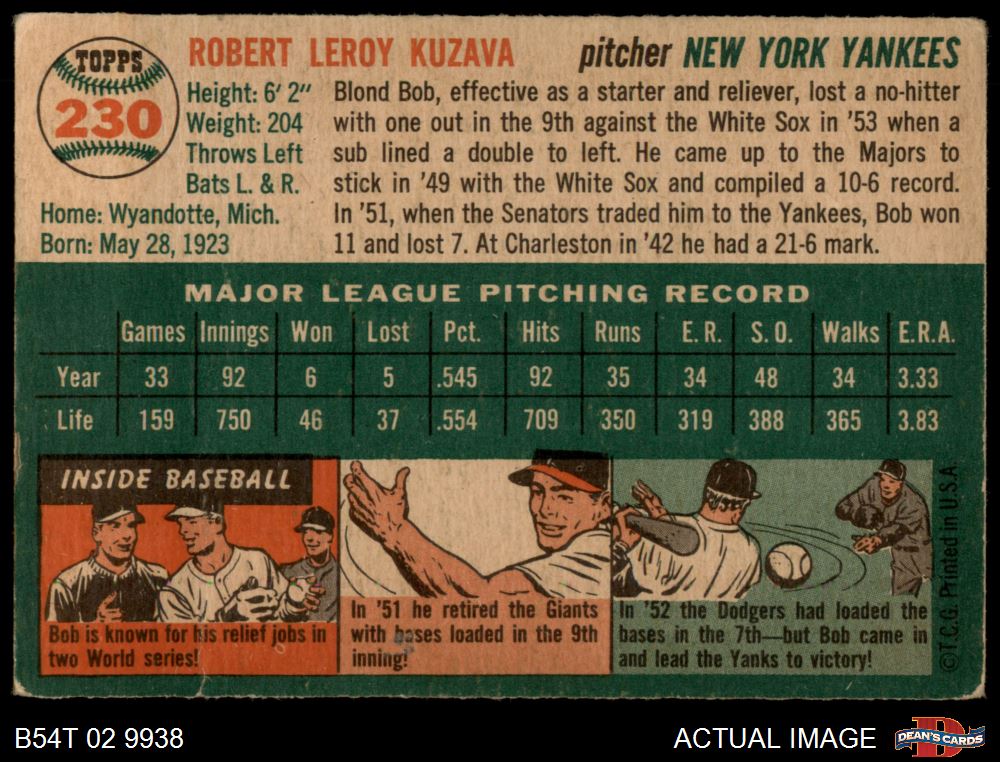 TOPPS
230
ROBERT LEROY KUZAVA
pitcher NEW YORK YANKEES
Height: 6' 2"
Weight: 204
Throws Left
Bats L. & R.
Home: Wyandotte, Mich.
Born: May 28, 1923
Blond Bob, effective as a starter and reliever, lost a no-hitter
with one out in the 9th against the White Sox in '53 when a
sub lined a double to left. He came up to the Majors to
stick in '49 with the White Sox and compiled a 10-6 record.
In '51, when the Senators traded him to the Yankees, Bob won
11 and lost 7. At Charleston in '42 he had a 21-6 mark.
MAJOR LEAGUE PITCHING RECORD
Games Innings Won Lost Pct. Hits Runs E. R. S. O. Walks E.R.A.
Year 33 92 6 5 .545 92 35 34 48 34 3.33
Life 159 750 46 37 .554 709 350 319 388 365 3.83
INSIDE BASEBALL
Bob is known for his relief jobs in
two World series!
In '51 he retired the Giants
with bases loaded in the 9th
inning!
In '52 the Dodgers had loaded the
bases in the 7th—but Bob came in
and lead the Yanks to victory!
©T.C.G. Printed in U.S.A.
B54T 02 9938
ACTUAL IMAGE
D
DEAN'S CARDS